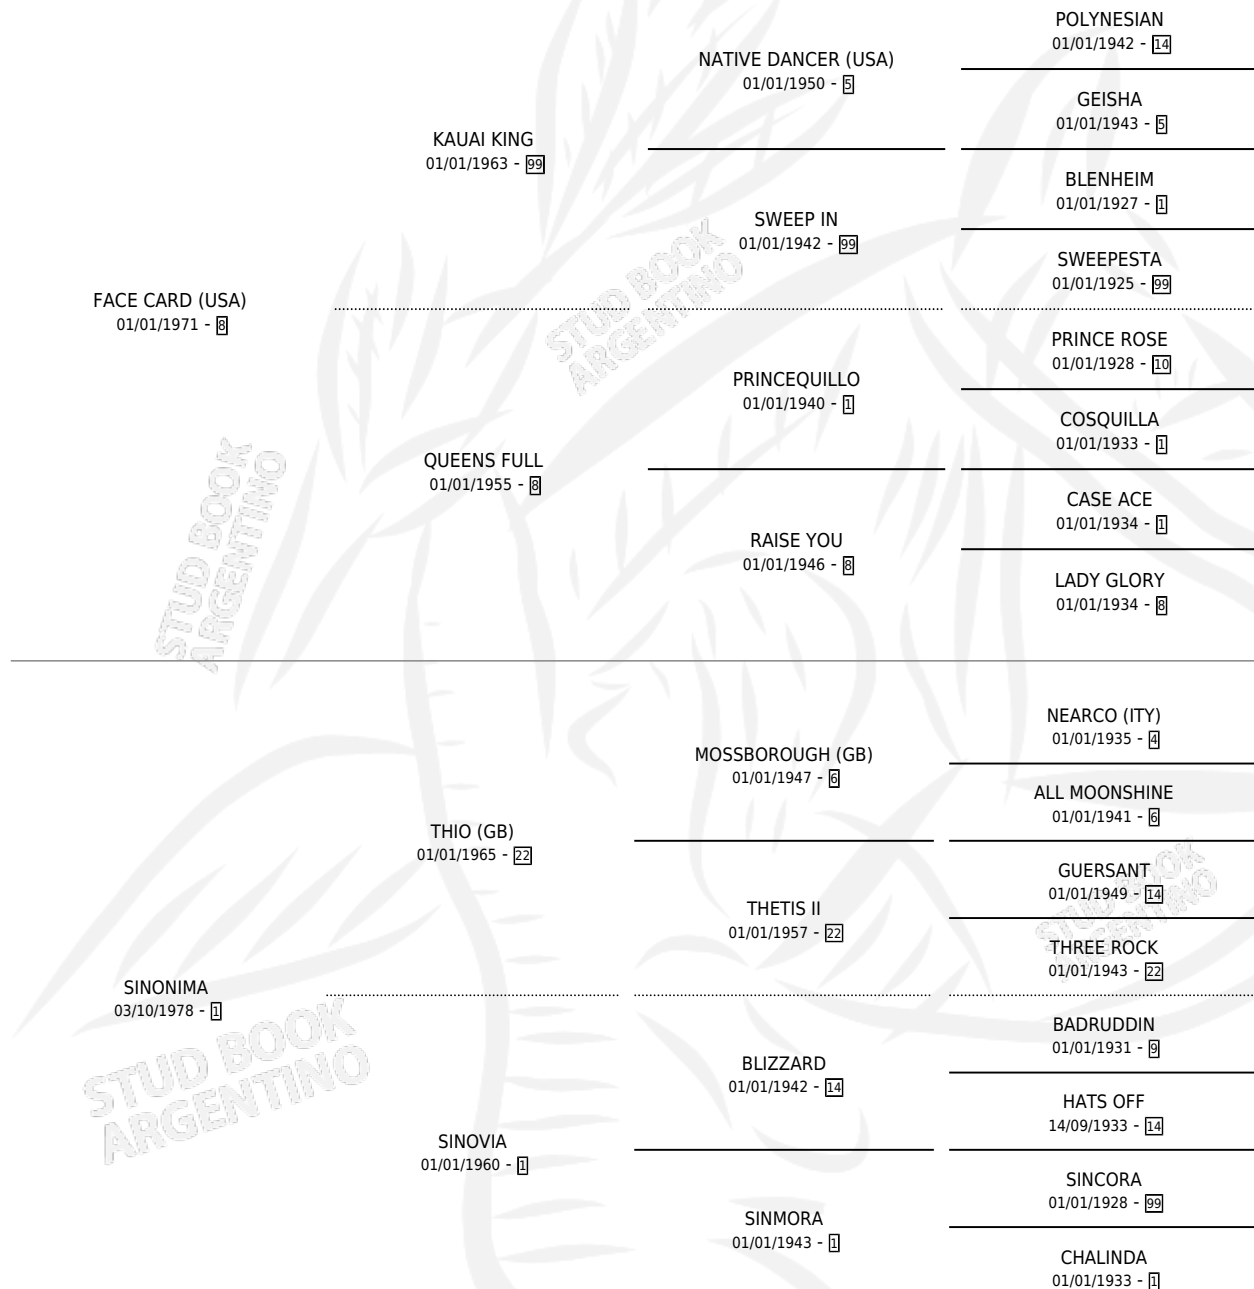 POLYNESIAN
01/01/1942 - 14
NATIVE DANCER (USA)
01/01/1950 - 5
GEISHA
01/01/1943 - 5
KAUAI KING
01/01/1963 - 99
BLENHEIM
01/01/1927 - 1
SWEEP IN
01/01/1942 - 99
SWEEPESTA
01/01/1925 - 99
FACE CARD (USA)
01/01/1971 - 8
STUD BOOK
ARGENTINO
PRINCE ROSE
01/01/1928 - 10
PRINCEQUILLO
01/01/1940 - 1
COSQUILLA
01/01/1933 - 1
QUEENS FULL
01/01/1955 - 8
CASE ACE
01/01/1934 - 1
RAISE YOU
01/01/1946 - 8
LADY GLORY
01/01/1934 - 8
STUD BOOK
ARGENTINO
NEARCO (ITY)
01/01/1935 - 4
MOSSBOROUGH (GB)
01/01/1947 - 6
ALL MOONSHINE
01/01/1941 - 6
THIO (GB)
01/01/1965 - 22
GUERSANT
01/01/1949 - 14
THETIS II
01/01/1957 - 22
THREE ROCK
01/01/1943 - 22
STUD BOOK
ARGENTINO
SINONIMA
03/10/1978 - 1
BADRUDDIN
01/01/1931 - 9
BLIZZARD
01/01/1942 - 14
HATS OFF
14/09/1933 - 14
STUD BOOK
ARGENTINO
SINOVIA
01/01/1960 - 1
SINCORA
01/01/1928 - 99
SINMORA
01/01/1943 - 1
CHALINDA
01/01/1933 - 1